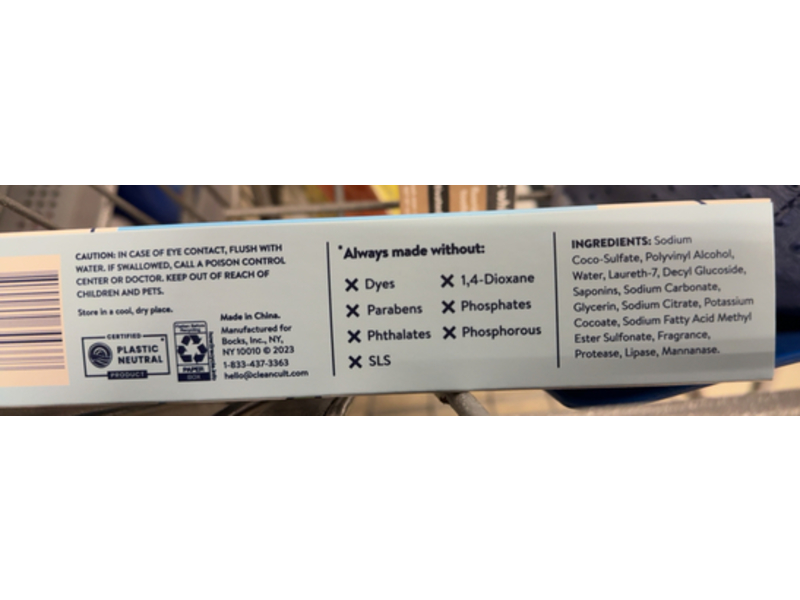 CAUTION: IN CASE OF EYE CONTACT, FLUSH WITH
WATER. IF SWALLOWED, CALL A POISON CONTROL
CENTER OR DOCTOR. KEEP OUT OF REACH OF
CHILDREN AND PETS.
Store in a cool, dry place.
CERTIFIED
PLASTIC
NEUTRAL
PRODUCT
PAPER
BOX
Made in China.
Manufactured for
Bocks, Inc., NY,
NY 10010 © 2023
1-833-437-3363
hello@cleancult.com
*Always made without:
Dyes
Parabens
Phthalates
SLS
1,4-Dioxane
Phosphates
Phosphorous
INGREDIENTS: Sodium
Coco-Sulfate, Polyvinyl Alcohol,
Water, Laureth-7, Decyl Glucoside,
Saponins, Sodium Carbonate,
Glycerin, Sodium Citrate, Potassium
Cocoate, Sodium Fatty Acid Methyl
Ester Sulfonate, Fragrance,
Protease, Lipase, Mannanase.